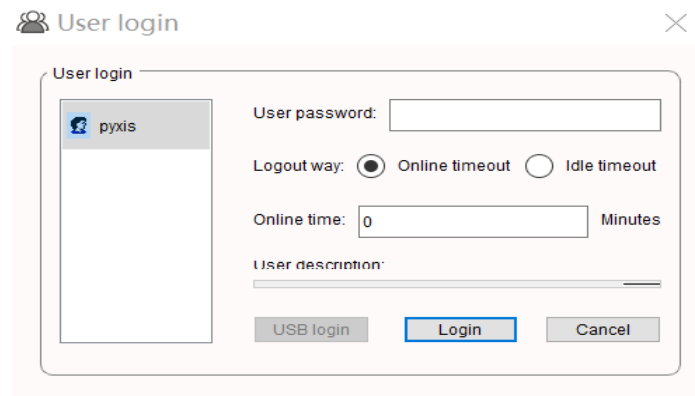 User login
User login
pyxis
User password:
Logout way: Online timeout Idle timeout
Online time: 0 Minutes
User description:
USB login Login Cancel